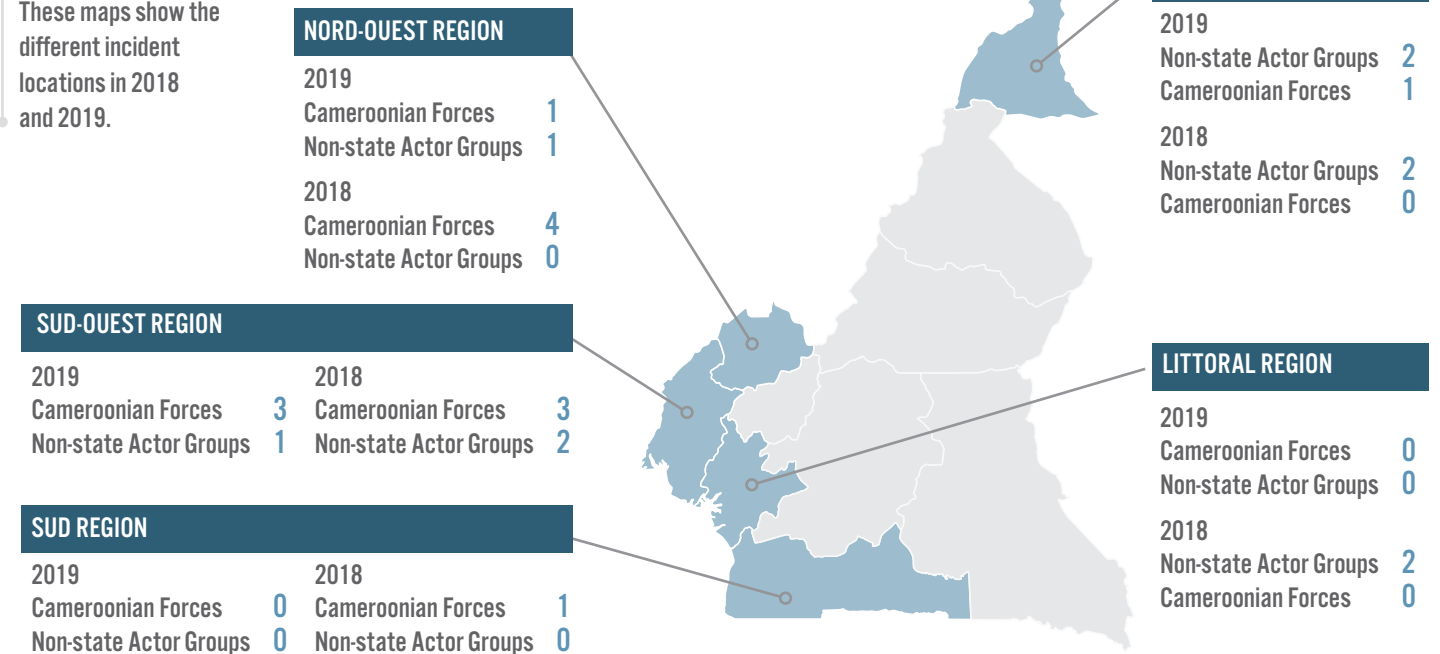 These maps show the
different incident
locations in 2018
and 2019.
NORD-OUEST REGION
2019
Cameroonian Forces 1
Non-state Actor Groups 1
2018
Cameroonian Forces 4
Non-state Actor Groups 0
SUD-OUEST REGION
2019
Cameroonian Forces 3
Non-state Actor Groups 1
2018
Cameroonian Forces 3
Non-state Actor Groups 2
SUD REGION
2019
Cameroonian Forces 0
Non-state Actor Groups 0
2018
Cameroonian Forces 1
Non-state Actor Groups 0
2019
Non-state Actor Groups 2
Cameroonian Forces 1
2018
Non-state Actor Groups 2
Cameroonian Forces 0
LITTORAL REGION
2019
Cameroonian Forces 0
Non-state Actor Groups 0
2018
Non-state Actor Groups 2
Cameroonian Forces 0